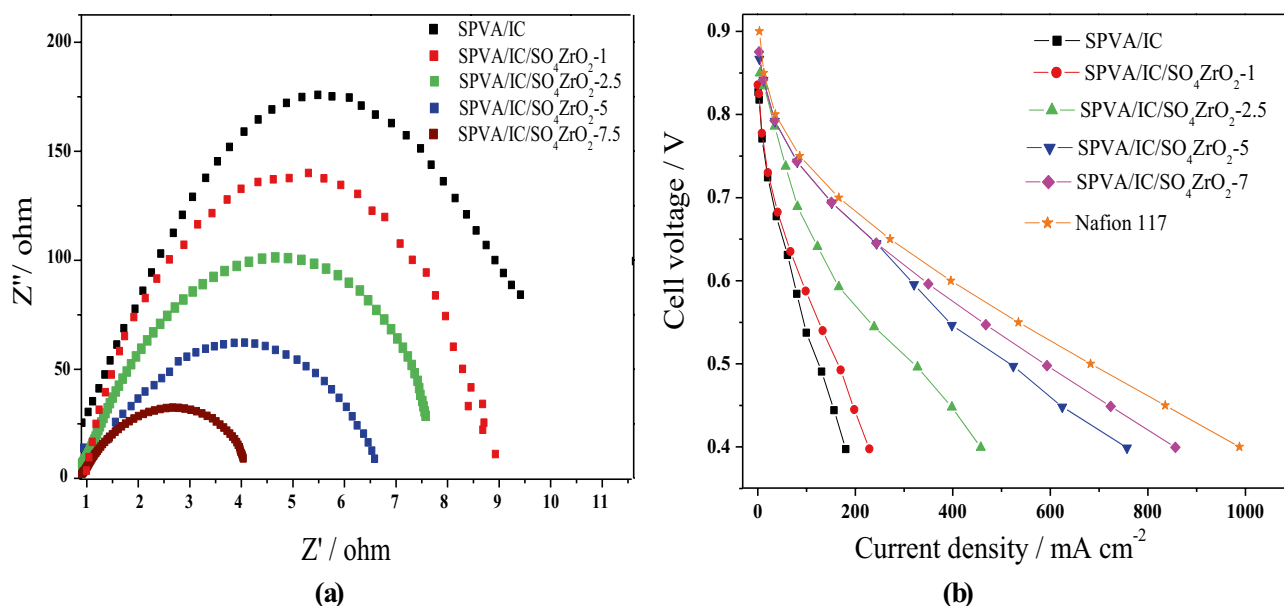 200
150
100
50
0
Z''/ ohm
1 2 3 4 5 6 7 8 9 10 11
Z' / ohm
SPVA/IC
SPVA/IC/SO4ZrO2-1
SPVA/IC/SO4ZrO2-2.5
SPVA/IC/SO4ZrO2-5
SPVA/IC/SO4ZrO2-7.5
(a)
0.9
0.8
0.7
0.6
0.5
0.4
Cell voltage / V
0 200 400 600 800 1000
Current density / mA cm-2
SPVA/IC
SPVA/IC/SO4ZrO2-1
SPVA/IC/SO4ZrO2-2.5
SPVA/IC/SO4ZrO2-5
SPVA/IC/SO4ZrO2-7
Nafion 117
(b)